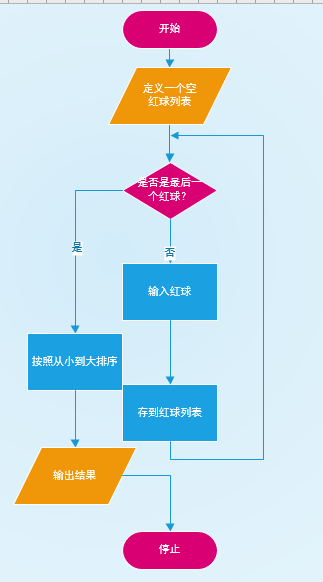 开始
定义一个空
红球列表
是否是最后一
个红球?
是
否
输入红球
按照从小到大排序
存到红球列表
输出结果
停止